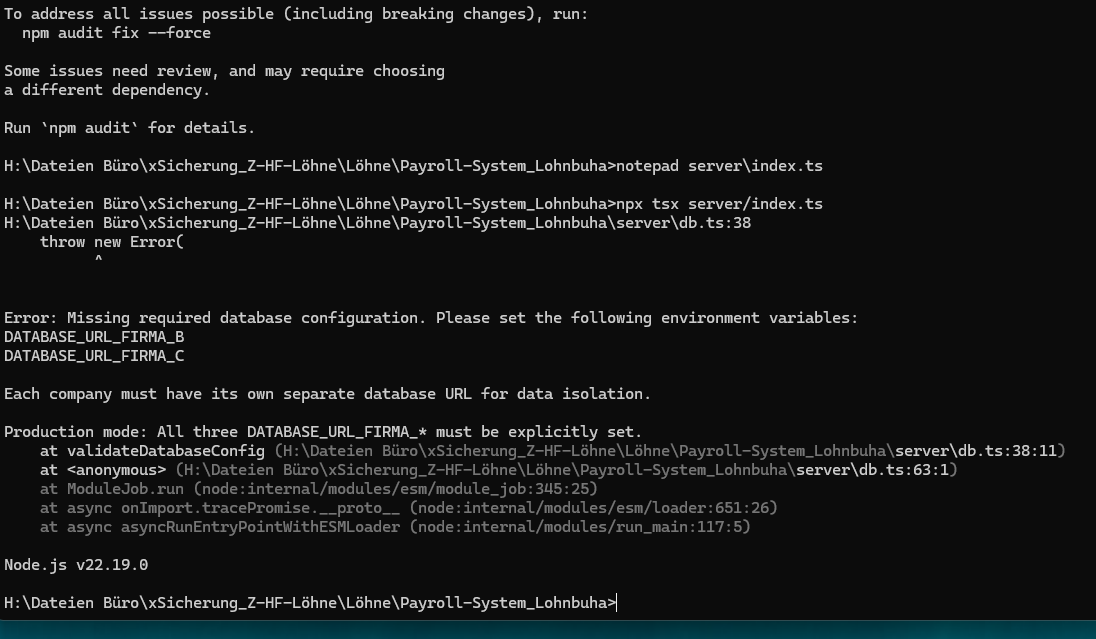 To address all issues possible (including breaking changes), run:
  npm audit fix --force
Some issues need review, and may require choosing
a different dependency.
Run `npm audit` for details.
H:\Dateien Büro\xSicherung_Z-HF-Löhne\Löhne\Payroll-System_Lohnbuha>notepad server\index.ts
H:\Dateien Büro\xSicherung_Z-HF-Löhne\Löhne\Payroll-System_Lohnbuha>npx tsx server/index.ts
H:\Dateien Büro\xSicherung_Z-HF-Löhne\Löhne\Payroll-System_Lohnbuha\server\db.ts:38
    throw new Error(
          ^
Error: Missing required database configuration. Please set the following environment variables:
DATABASE_URL_FIRMA_B
DATABASE_URL_FIRMA_C
Each company must have its own separate database URL for data isolation.
Production mode: All three DATABASE_URL_FIRMA_* must be explicitly set.
    at validateDatabaseConfig (H:\Dateien Büro\xSicherung_Z-HF-Löhne\Löhne\Payroll-System_Lohnbuha\server\db.ts:38:11)
    at <anonymous> (H:\Dateien Büro\xSicherung_Z-HF-Löhne\Löhne\Payroll-System_Lohnbuha\server\db.ts:63:1)
    at ModuleJob.run (node:internal/modules/esm/module_job:345:25)
    at async onImport.tracePromise.__proto__ (node:internal/modules/esm/loader:651:26)
    at async asyncRunEntryPointWithESMLoader (node:internal/modules/run_main:117:5)
Node.js v22.19.0
H:\Dateien Büro\xSicherung_Z-HF-Löhne\Löhne\Payroll-System_Lohnbuha>